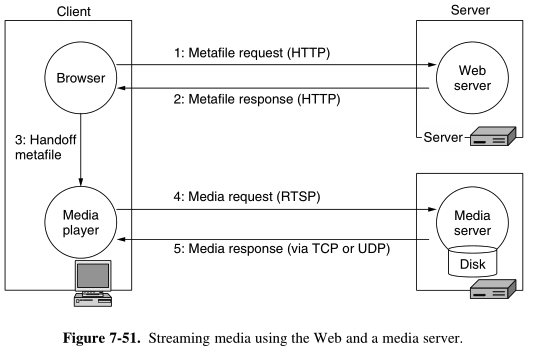 Client
Server
1: Metafile request (HTTP)
Browser
Web
server
2: Metafile response (HTTP)
Server
3: Handoff
metafile
4: Media request (RTSP)
Media
player
Media
server
5: Media response (via TCP or UDP)
Disk
Figure 7-51. Streaming media using the Web and a media server.